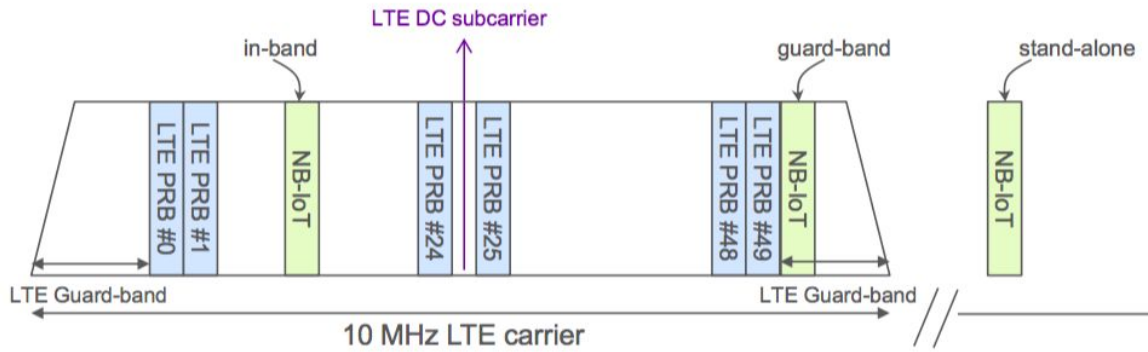 LTE DC subcarrier
in-band
guard-band
stand-alone
LTE PRB #0
LTE PRB #1
NB-IoT
LTE PRB #24
LTE PRB #25
LTE PRB #48
LTE PRB #49
NB-IoT
NB-IoT
LTE Guard-band
LTE Guard-band
10 MHz LTE carrier